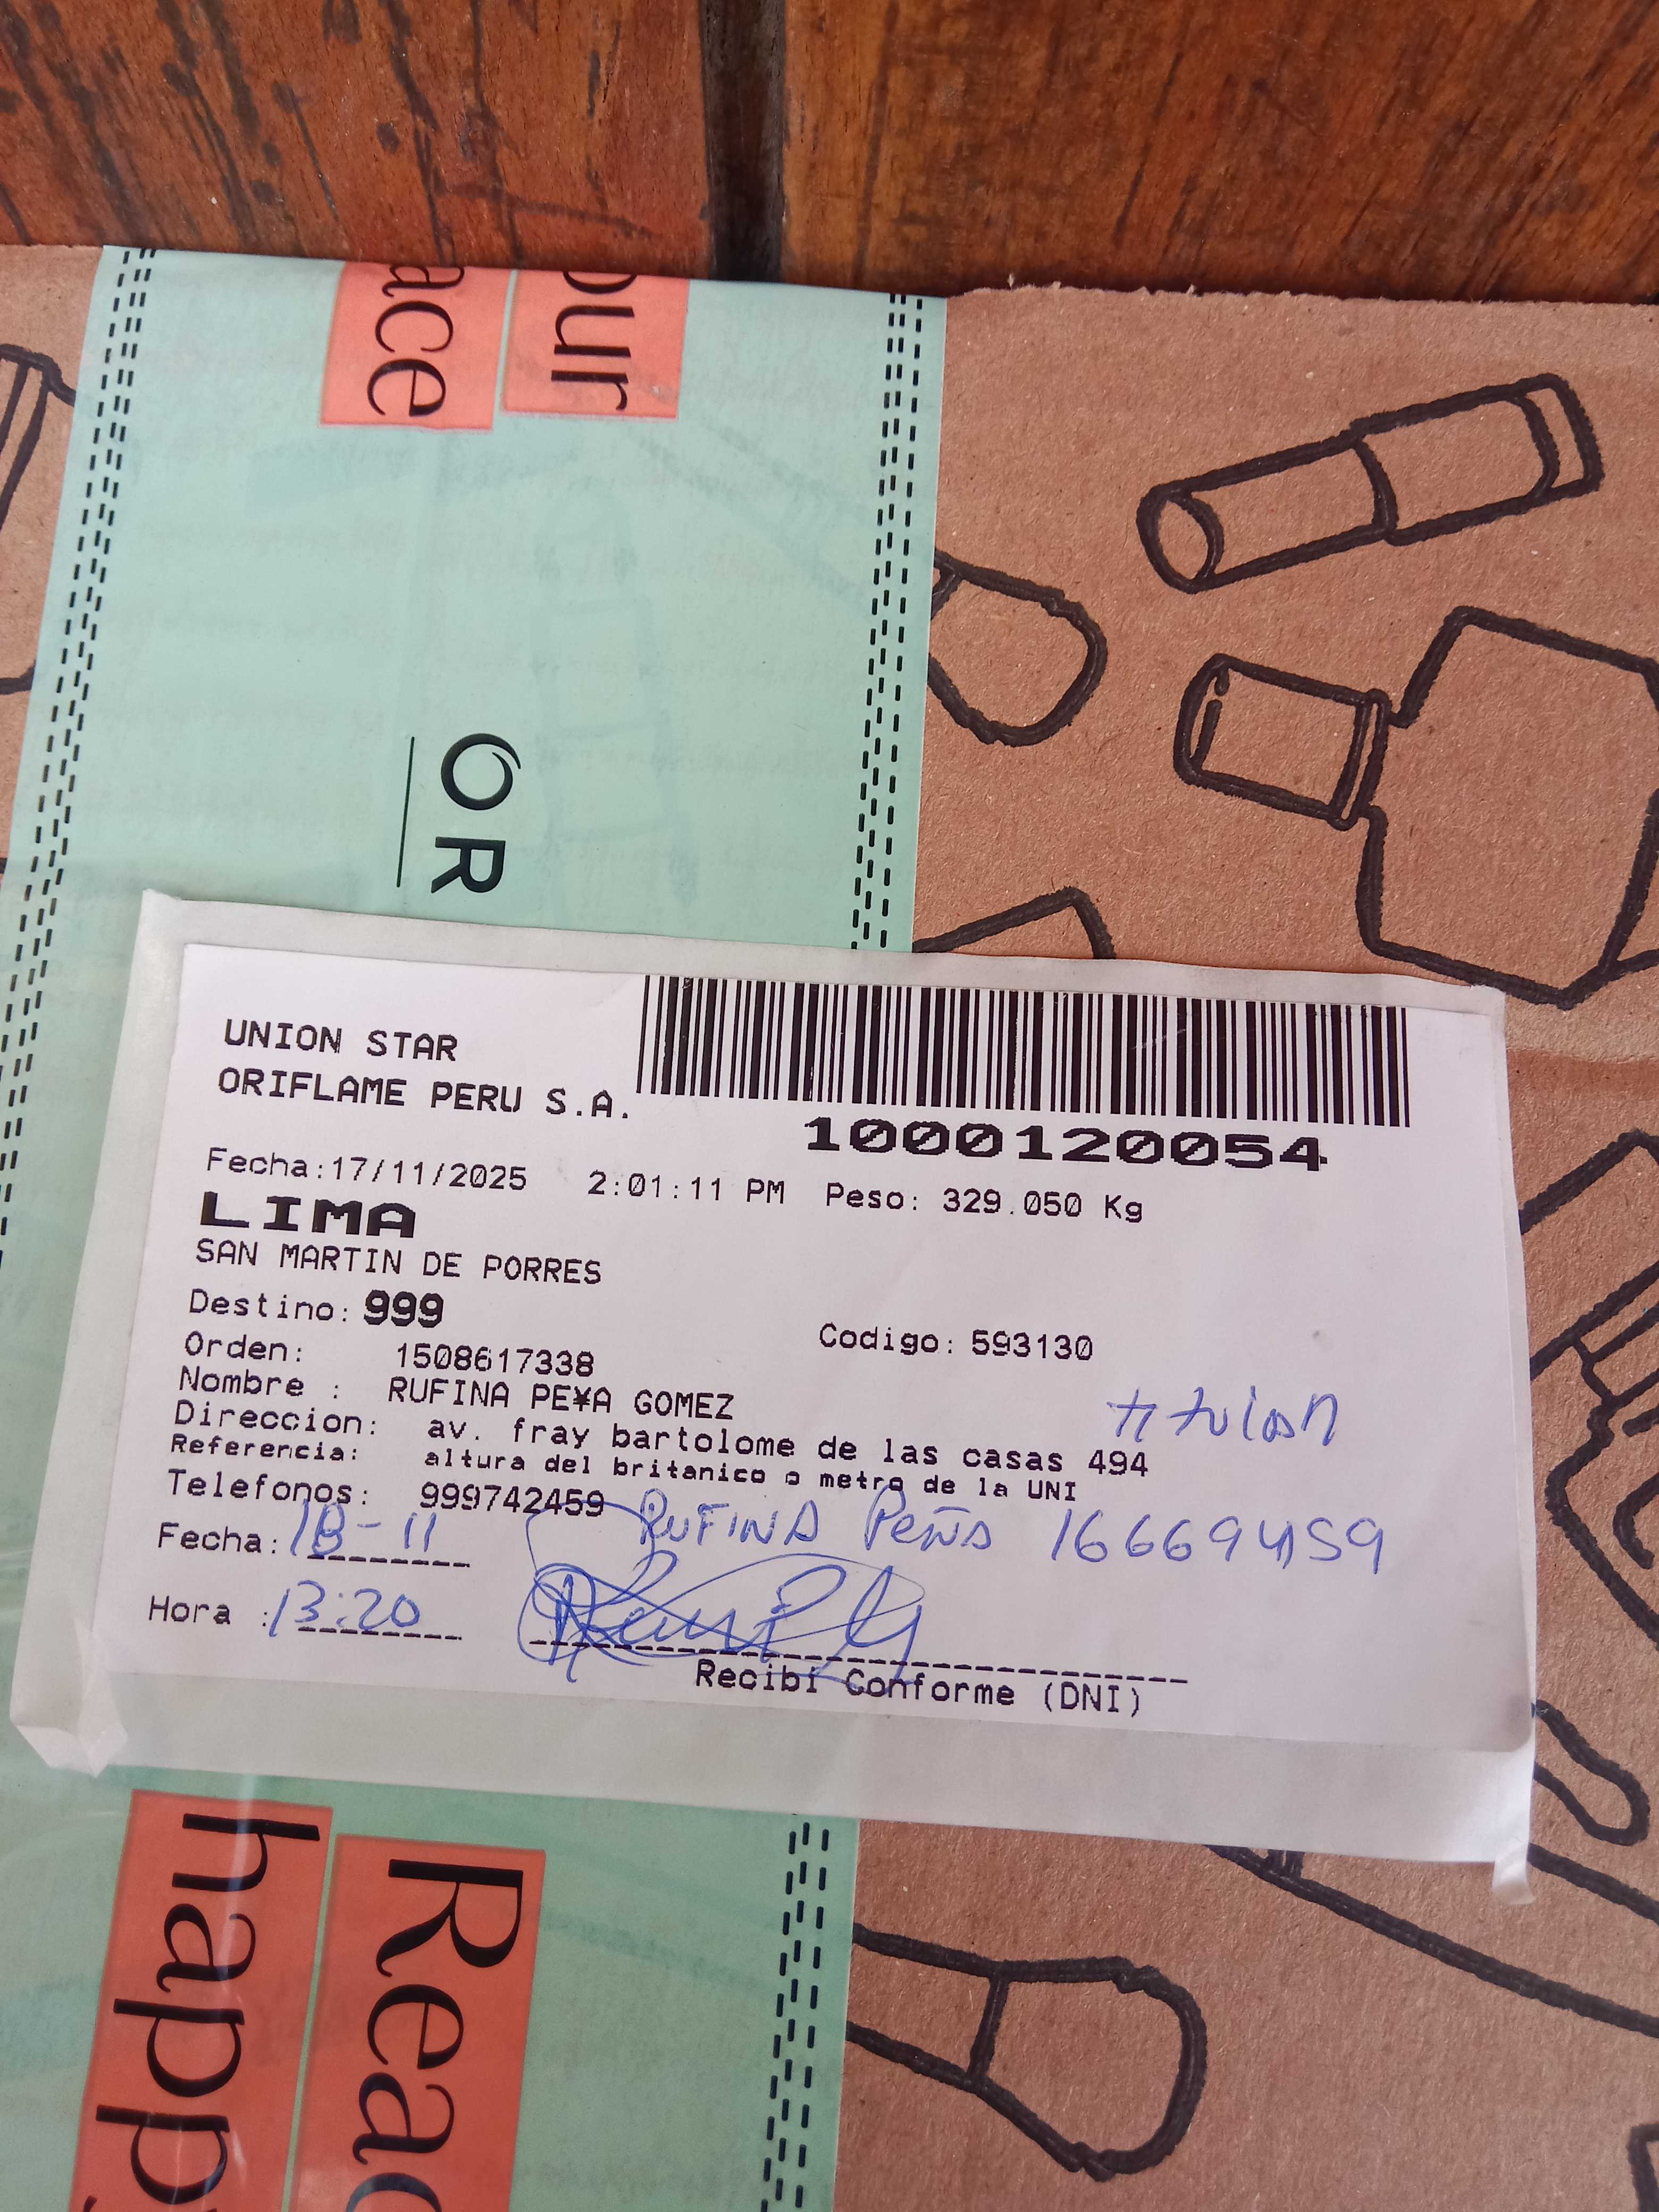 our
ace
OR
UNION STAR
ORIFLAME PERU S.A.
1000120054
Fecha:17/11/2025 2:01:11 PM Peso: 329.050 Kg
LIMA
SAN MARTIN DE PORRES
Destino: 999
Codigo: 593130
Orden: 1508617338
Nombre : RUFINA PE¥A GOMEZ
titular
Direccion: av. fray bartolome de las casas 494
Referencia: altura del britanico o metro de la UNI
Telefonos: 999742459
RUFINA PEÑA 16669459
Fecha: 18-11
Hora : 13:20
Recibi Conforme (DNI)
Reac
happ